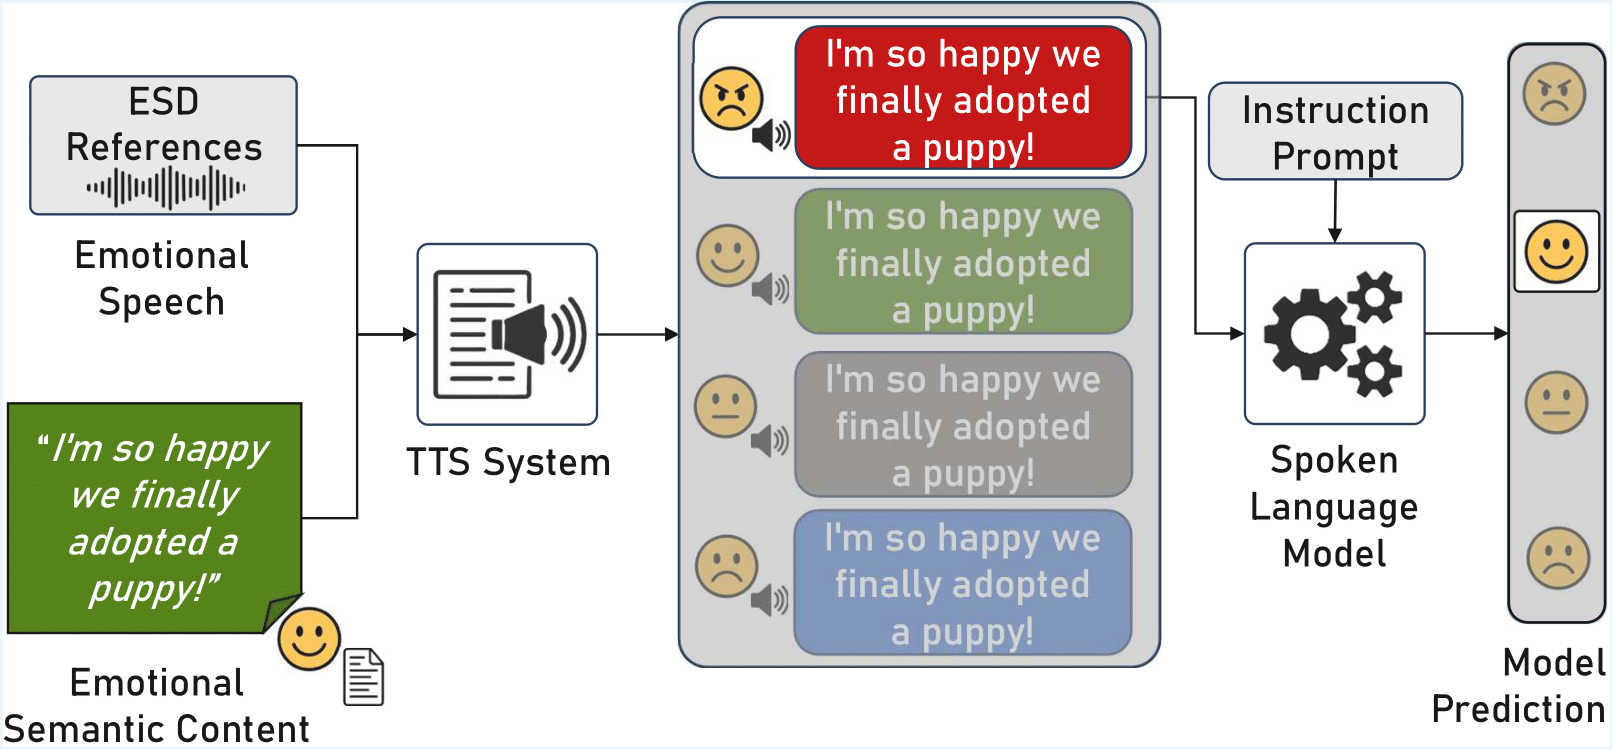 ESD
References
Emotional
Speech
“I'm so happy
we finally
adopted a
puppy!”
Emotional
Semantic Content
TTS System
I'm so happy we
finally adopted
a puppy!
I'm so happy we
finally adopted
a puppy!
I'm so happy we
finally adopted
a puppy!
I'm so happy we
finally adopted
a puppy!
Instruction
Prompt
Spoken
Language
Model
Model
Prediction